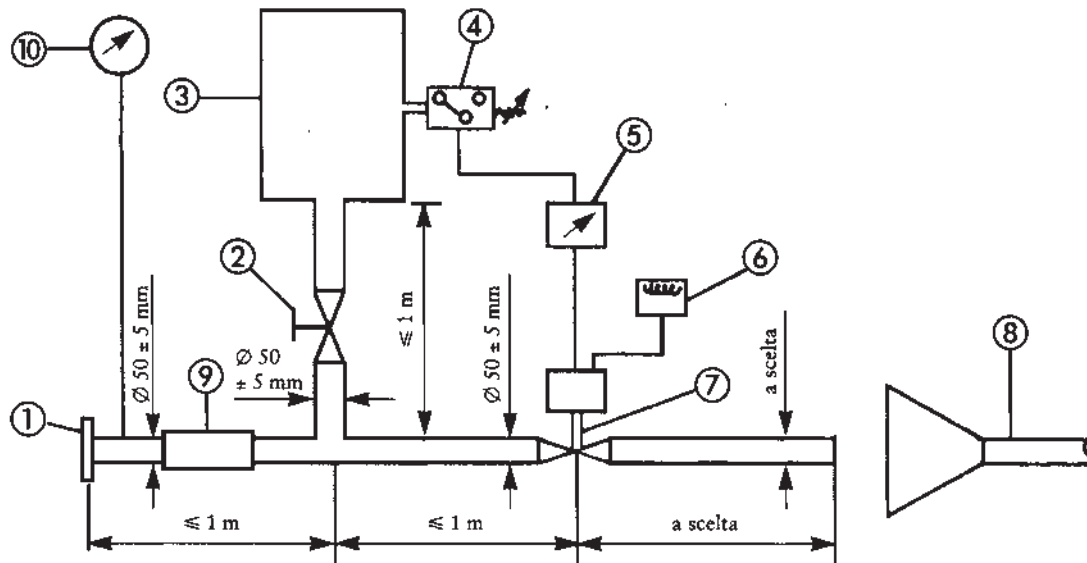 10
4
3
5
2
6
≤ 1 m
Ø 50 ± 5 mm
Ø 50
± 5 mm
Ø 50 ± 5 mm
a scelta
8
9
7
1
≤ 1 m
≤ 1 m
a scelta